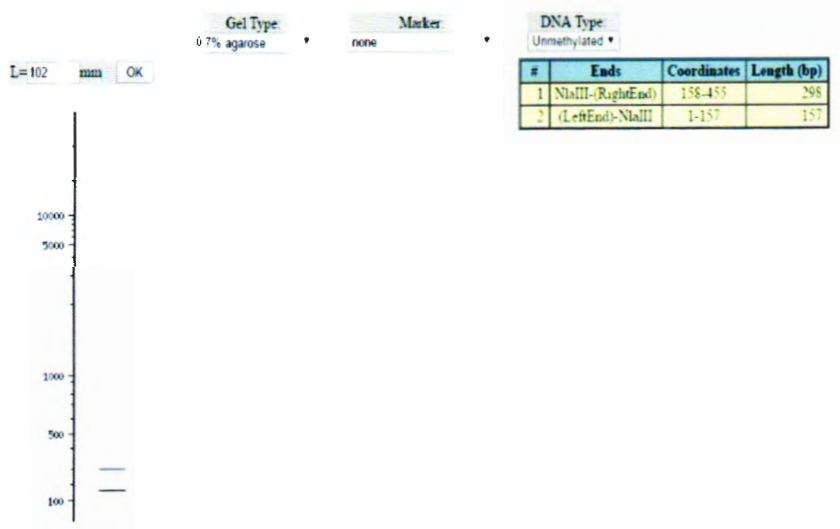 Gel Type: Marker: DNA Type:
0.7% agarose none Unmethylated
L= 102 mm OK
# Ends Coordinates Length (bp)
1 NlaIII-(RightEnd) 158-455 298
2 (LeftEnd)-NlaIII 1-157 157
10000
5000
1000
500
100